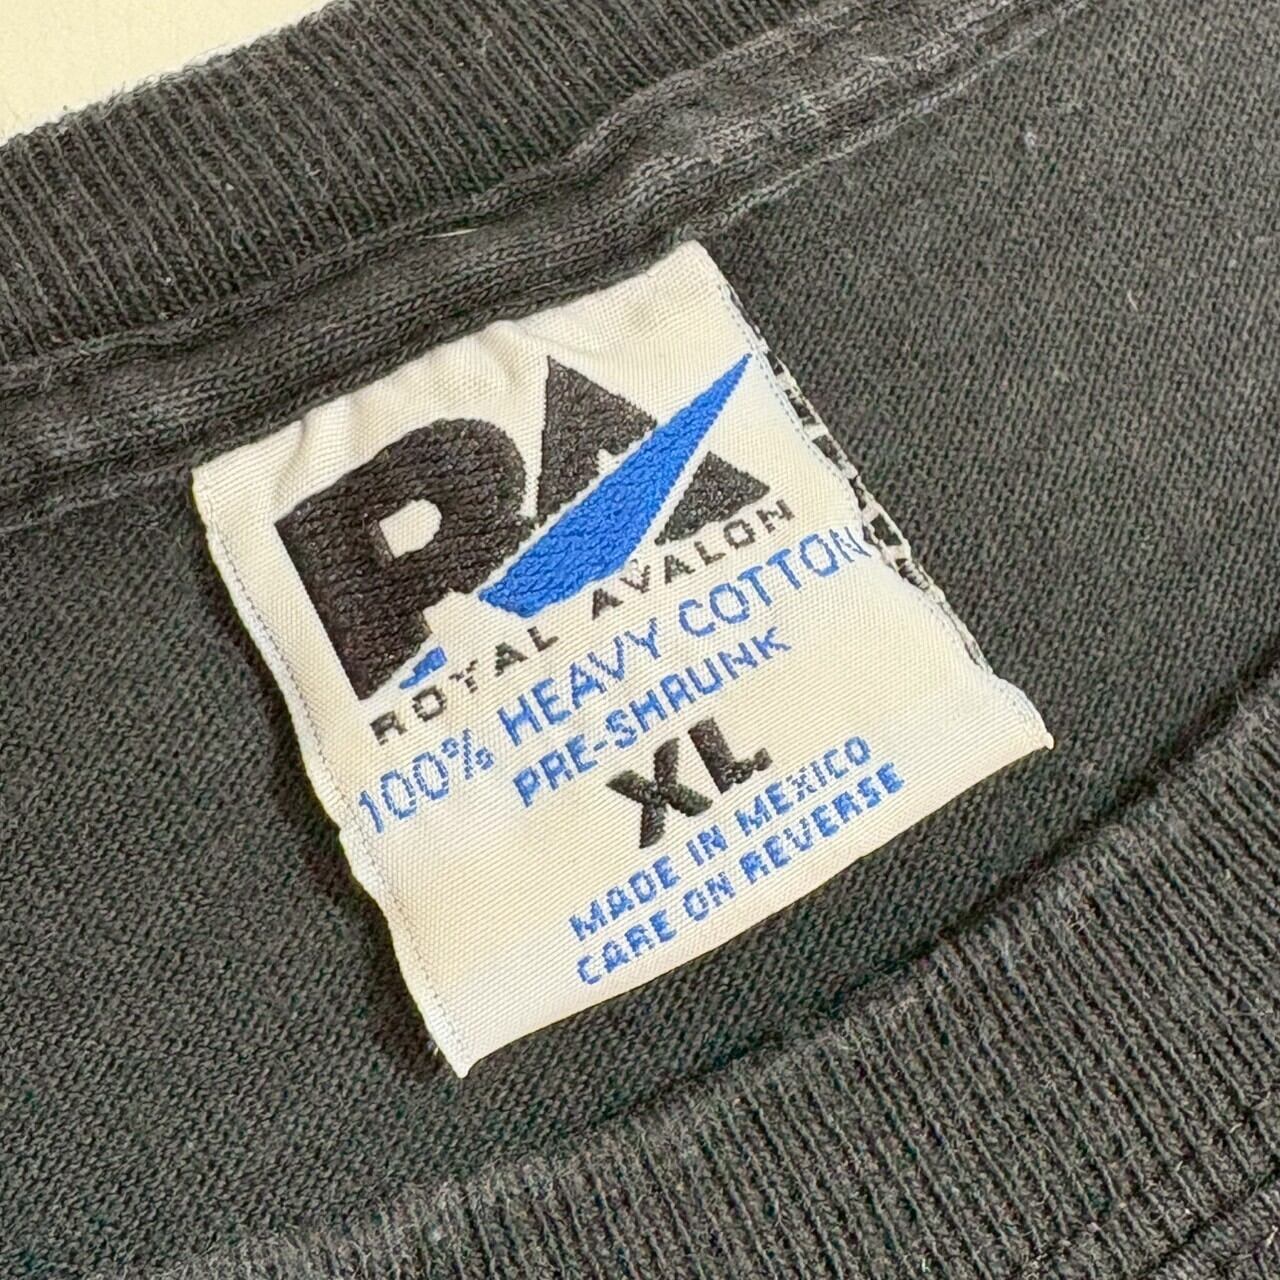 RA
ROYAL AVALON
100% HEAVY COTTON
PRE-SHRUNK
XL
MADE IN MEXICO
CARE ON REVERSE